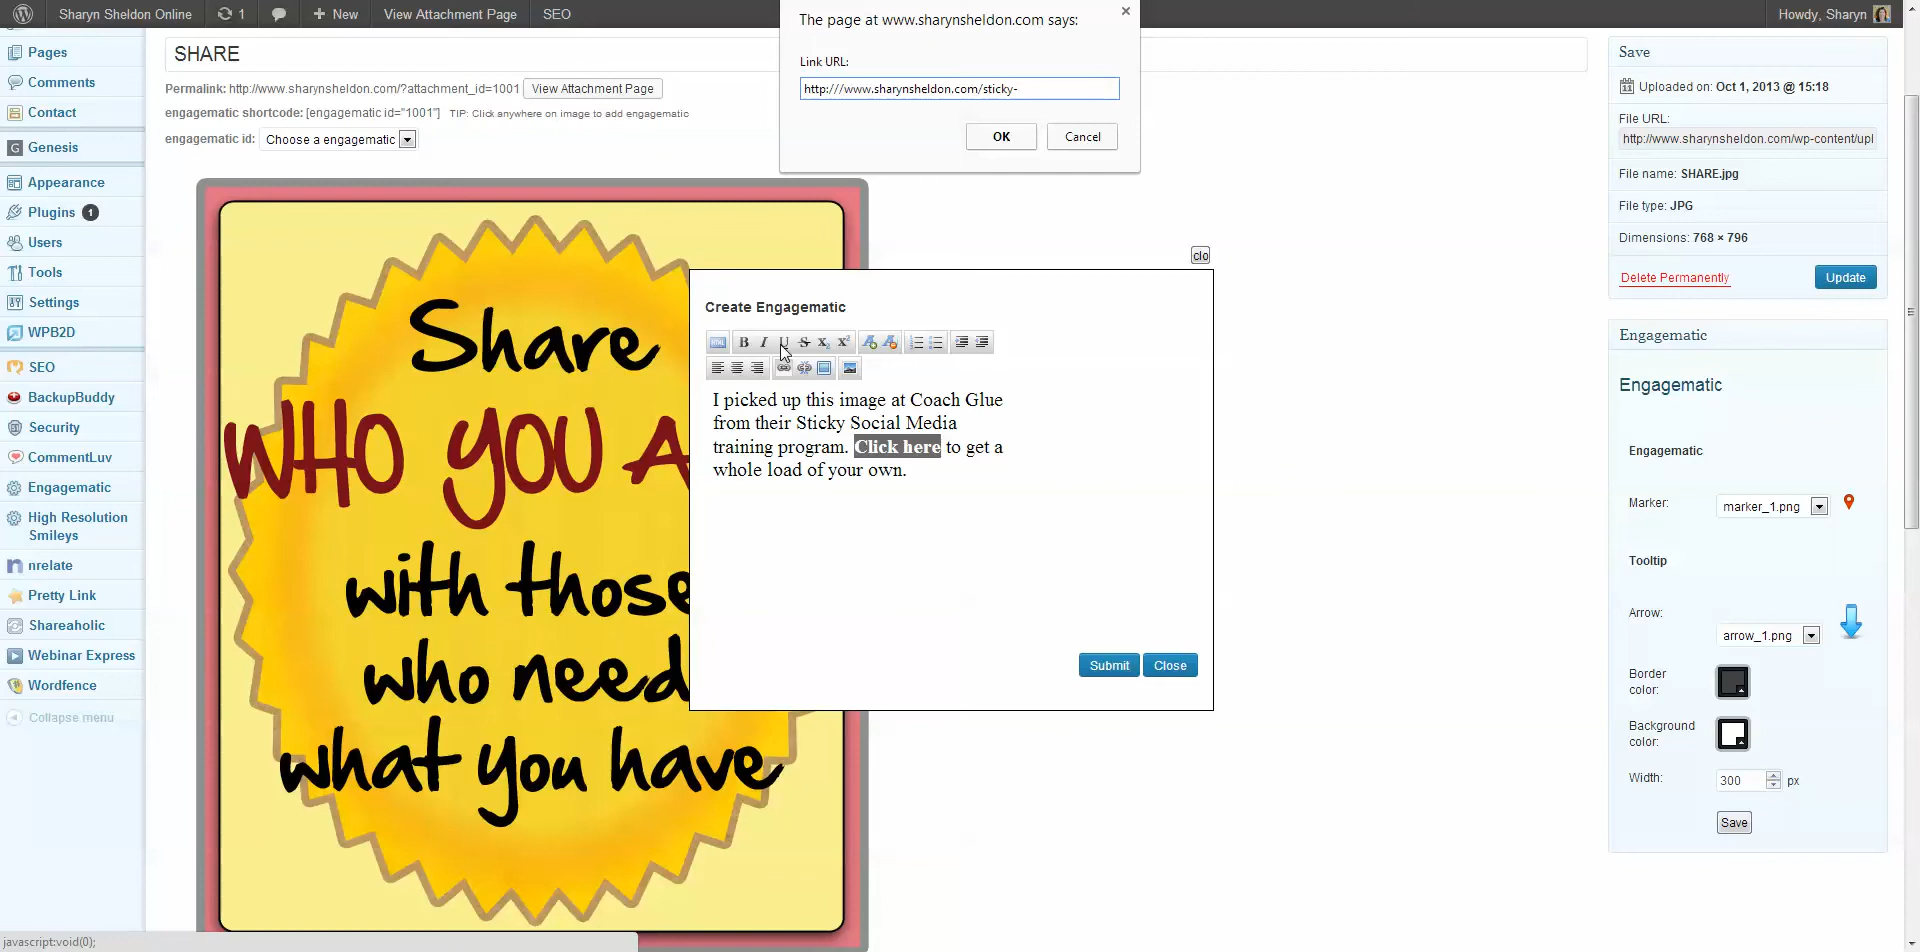 Sharyn Sheldon Online
1
New
View Attachment Page
SEO
Howdy, Sharyn
Pages
Comments
Contact
Genesis
Appearance
Plugins 1
Users
Tools
Settings
WPB2D
SEO
BackupBuddy
Security
CommentLuv
Engagematic
High Resolution
Smileys
nrelate
Pretty Link
Shareaholic
Webinar Express
Wordfence
Collapse menu
javascript:void(0);
SHARE
Permalink: http://www.sharynsheldon.com/?attachment_id=1001 View Attachment Page
engagematic shortcode: [engagematic id="1001"] TIP: Click anywhere on image to add engagematic
engagematic id: Choose a engagematic
The page at www.sharynsheldon.com says:
Link URL:
http:///www.sharynsheldon.com/sticky-
OK Cancel
Share
WHO YOU A
with those
who need
what you have
clo
Create Engagematic
HTML B I U S X2 X2
I picked up this image at Coach Glue
from their Sticky Social Media
training program. Click here to get a
whole load of your own.
Submit Close
Save
Uploaded on: Oct 1, 2013 @ 15:18
File URL:
http://www.sharynsheldon.com/wp-content/upl
File name: SHARE.jpg
File type: JPG
Dimensions: 768 × 796
Delete Permanently Update
Engagematic
Engagematic
Engagematic
Marker: marker_1.png
Tooltip
Arrow:
arrow_1.png
Border
color:
Background
color:
Width: 300 px
Save